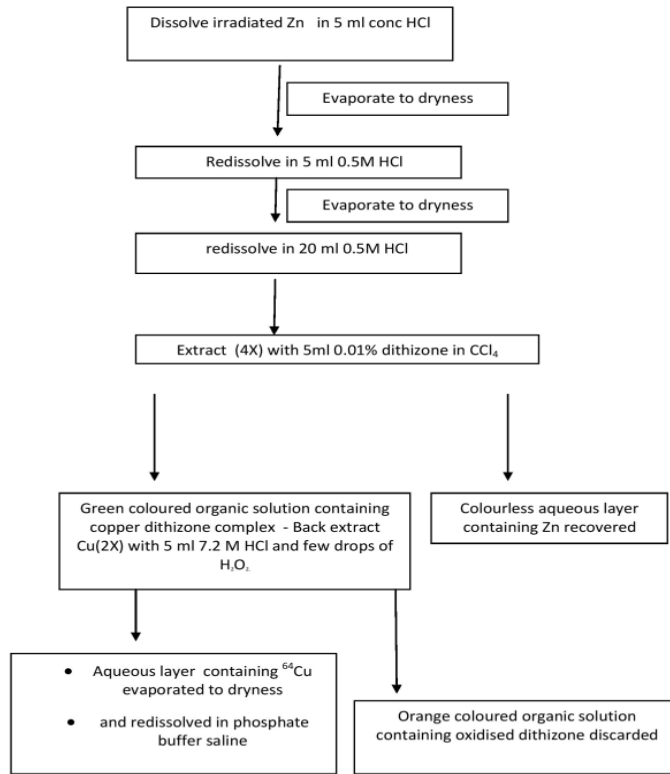 Dissolve irradiated Zn in 5 ml conc HCl
Evaporate to dryness
Redissolve in 5 ml 0.5M HCl
Evaporate to dryness
redissolve in 20 ml 0.5M HCl
Extract (4X) with 5ml 0.01% dithizone in CCl₄
Green coloured organic solution containing
copper dithizone complex - Back extract
Cu(2X) with 5 ml 7.2 M HCl and few drops of
H₂O₂.
Colourless aqueous layer
containing Zn recovered
• Aqueous layer containing ⁶⁴Cu
evaporated to dryness
• and redissolved in phosphate
buffer saline
Orange coloured organic solution
containing oxidised dithizone discarded